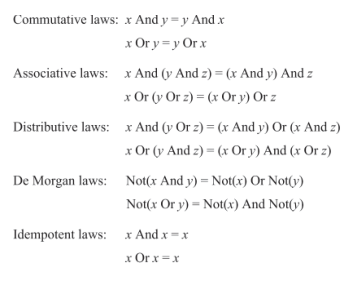 Commutative laws: x And y = y And x
x Or y = y Or x
Associative laws: x And (y And z) = (x And y) And z
x Or (y Or z) = (x Or y) Or z
Distributive laws: x And (y Or z) = (x And y) Or (x And z)
x Or (y And z) = (x Or y) And (x Or z)
De Morgan laws: Not(x And y) = Not(x) Or Not(y)
Not(x Or y) = Not(x) And Not(y)
Idempotent laws: x And x = x
x Or x = x